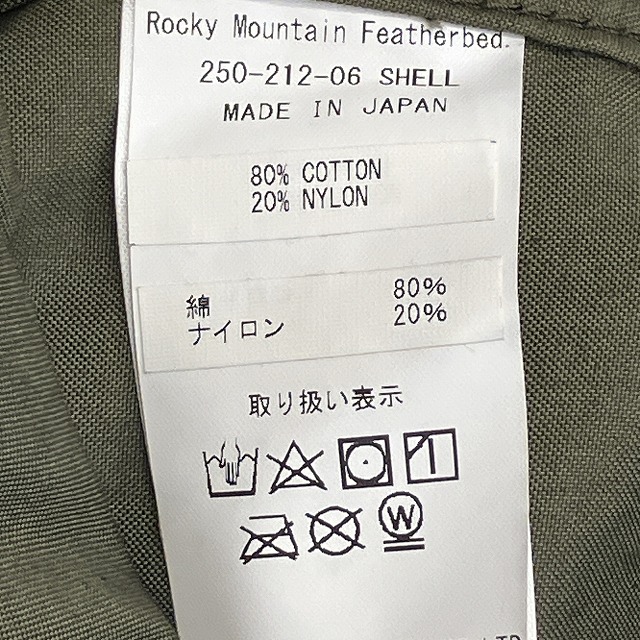 Rocky Mountain Featherbed.
250-212-06 SHELL
MADE IN JAPAN
80% COTTON
20% NYLON
綿 80%
ナイロン 20%
取り扱い表示
W